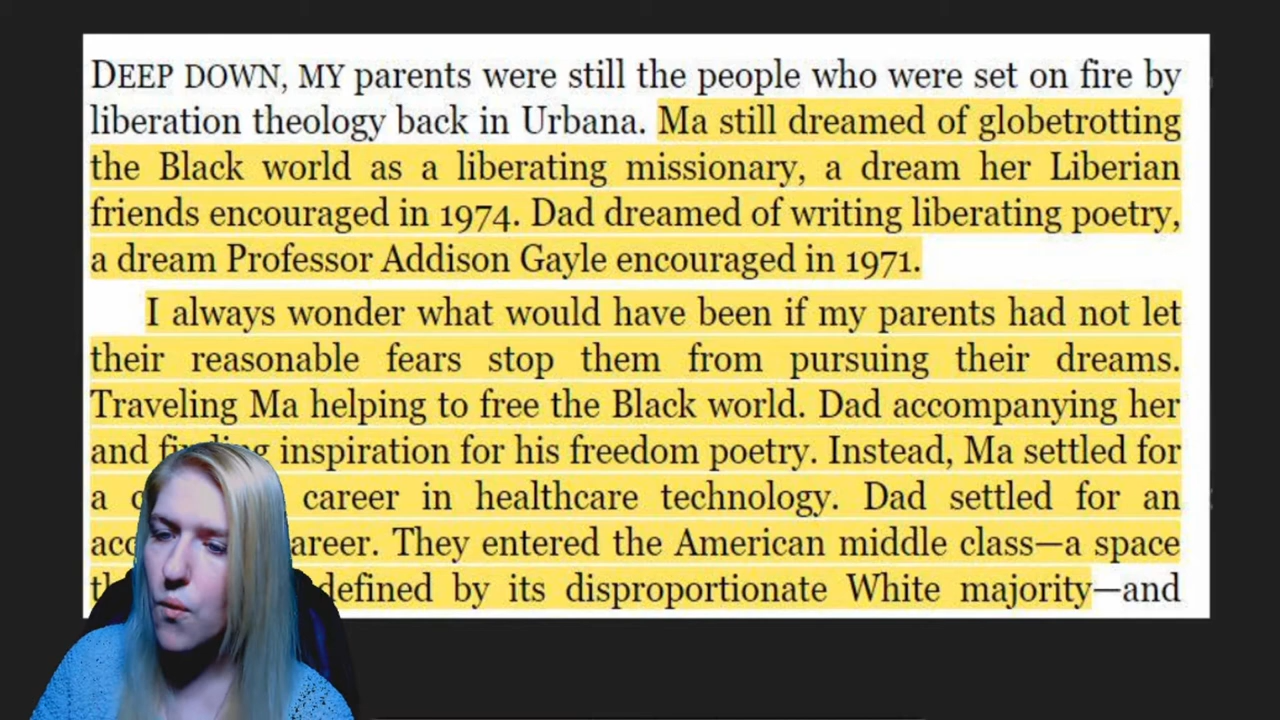 DEEP DOWN, MY parents were still the people who were set on fire by
liberation theology back in Urbana. Ma still dreamed of globetrotting
the Black world as a liberating missionary, a dream her Liberian
friends encouraged in 1974. Dad dreamed of writing liberating poetry,
a dream Professor Addison Gayle encouraged in 1971.
I always wonder what would have been if my parents had not let
their reasonable fears stop them from pursuing their dreams.
Traveling Ma helping to free the Black world. Dad accompanying her
and finding inspiration for his freedom poetry. Instead, Ma settled for
a career in healthcare technology. Dad settled for an
career. They entered the American middle class—a space
defined by its disproportionate White majority—and